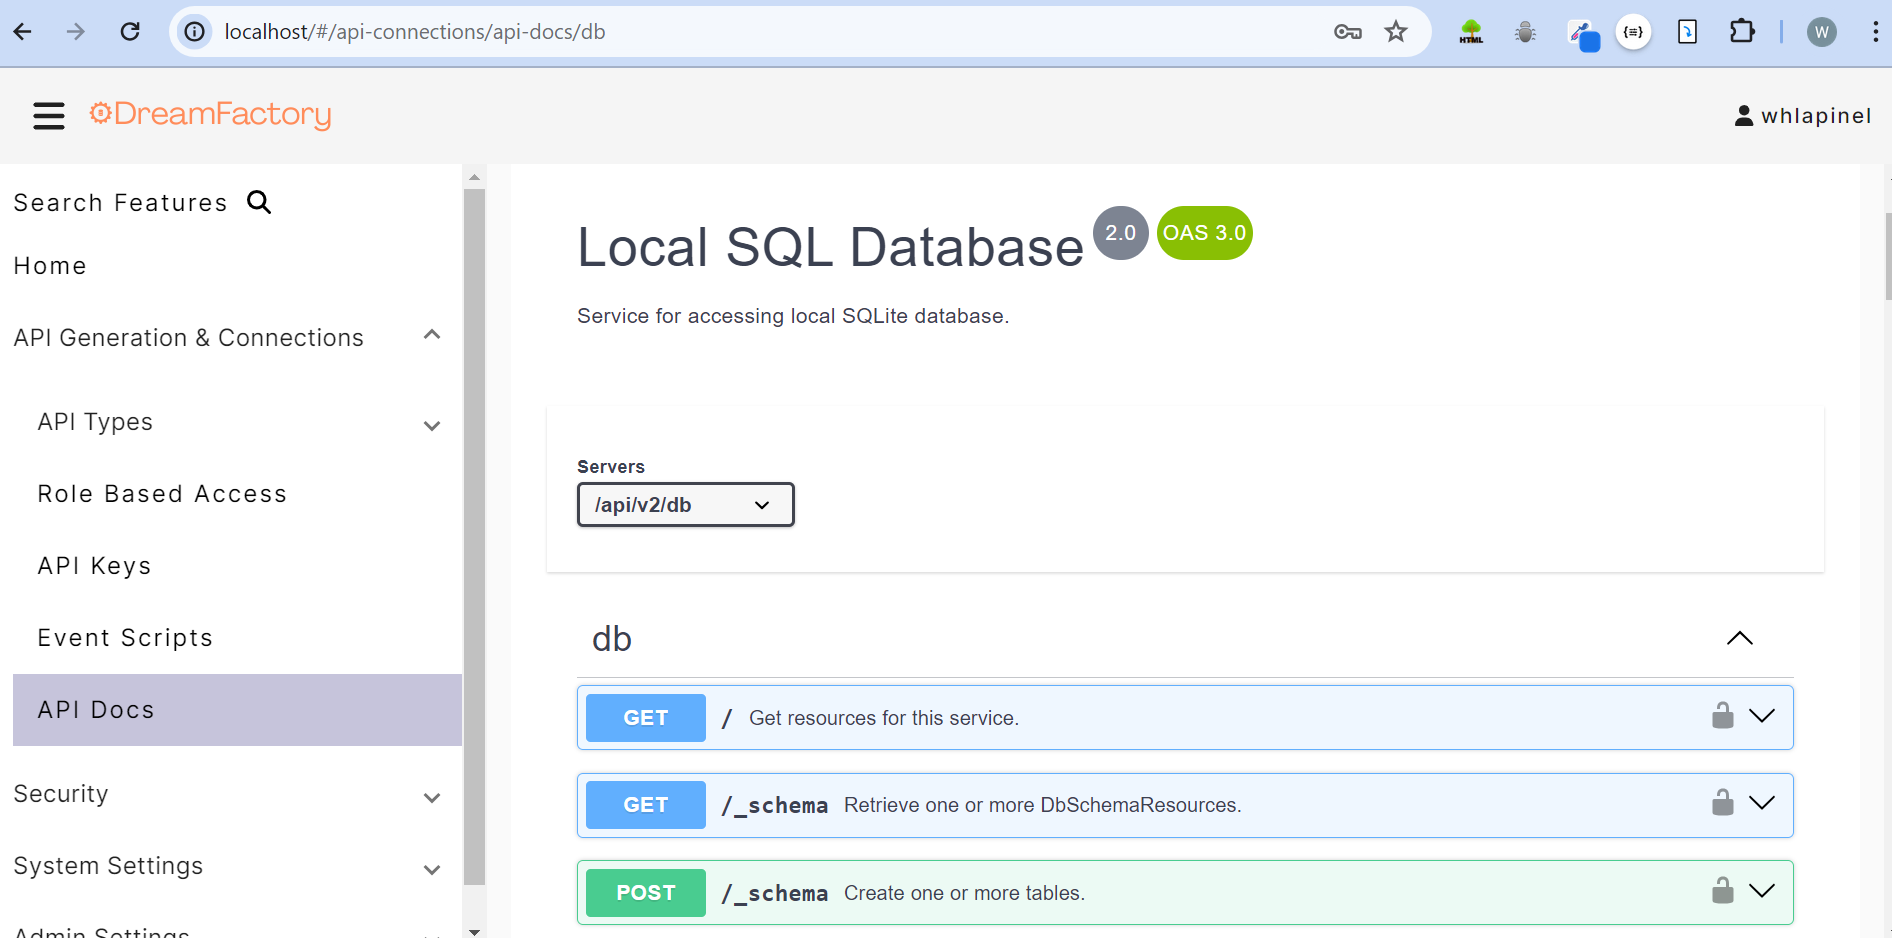 localhost/#/api-connections/api-docs/db
HTML
W
DreamFactory
whlapinel
Search Features
Home
API Generation & Connections
API Types
Role Based Access
API Keys
Event Scripts
API Docs
Security
System Settings
Admin Settings
Local SQL Database 2.0 OAS 3.0
Service for accessing local SQLite database.
Servers
/api/v2/db
db
GET / Get resources for this service.
GET /_schema Retrieve one or more DbSchemaResources.
POST /_schema Create one or more tables.